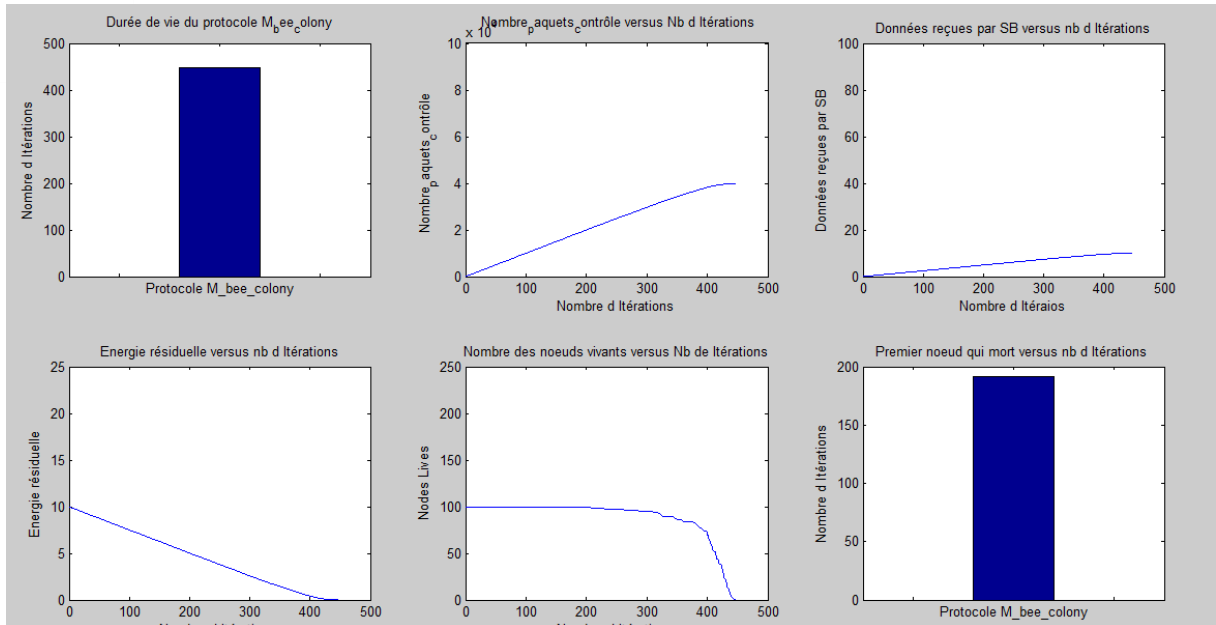 Durée de vie du protocole M_bee_colony
500
400
300
200
100
0
Nombre d Itérations
Protocole M_bee_colony
Nombre_paquets_contrôle versus Nb d Itérations
x 10
10
8
6
4
2
0
Nombre_paquets_contrôle
0 100 200 300 400 500
Nombre d Itérations
Données reçues par SB versus nb d Itérations
100
80
60
40
20
0
Données reçues par SB
0 100 200 300 400 500
Nombre d Itéraios
Energie résiduelle versus nb d Itérations
25
20
15
10
5
0
Energie résiduelle
0 100 200 300 400 500
Nombre des noeuds vivants versus Nb de Itérations
250
200
150
100
50
0
Nodes Lives
0 100 200 300 400 500
Premier noeud qui mort versus nb d Itérations
200
150
100
50
0
Nombre d Itérations
Protocole M_bee_colony